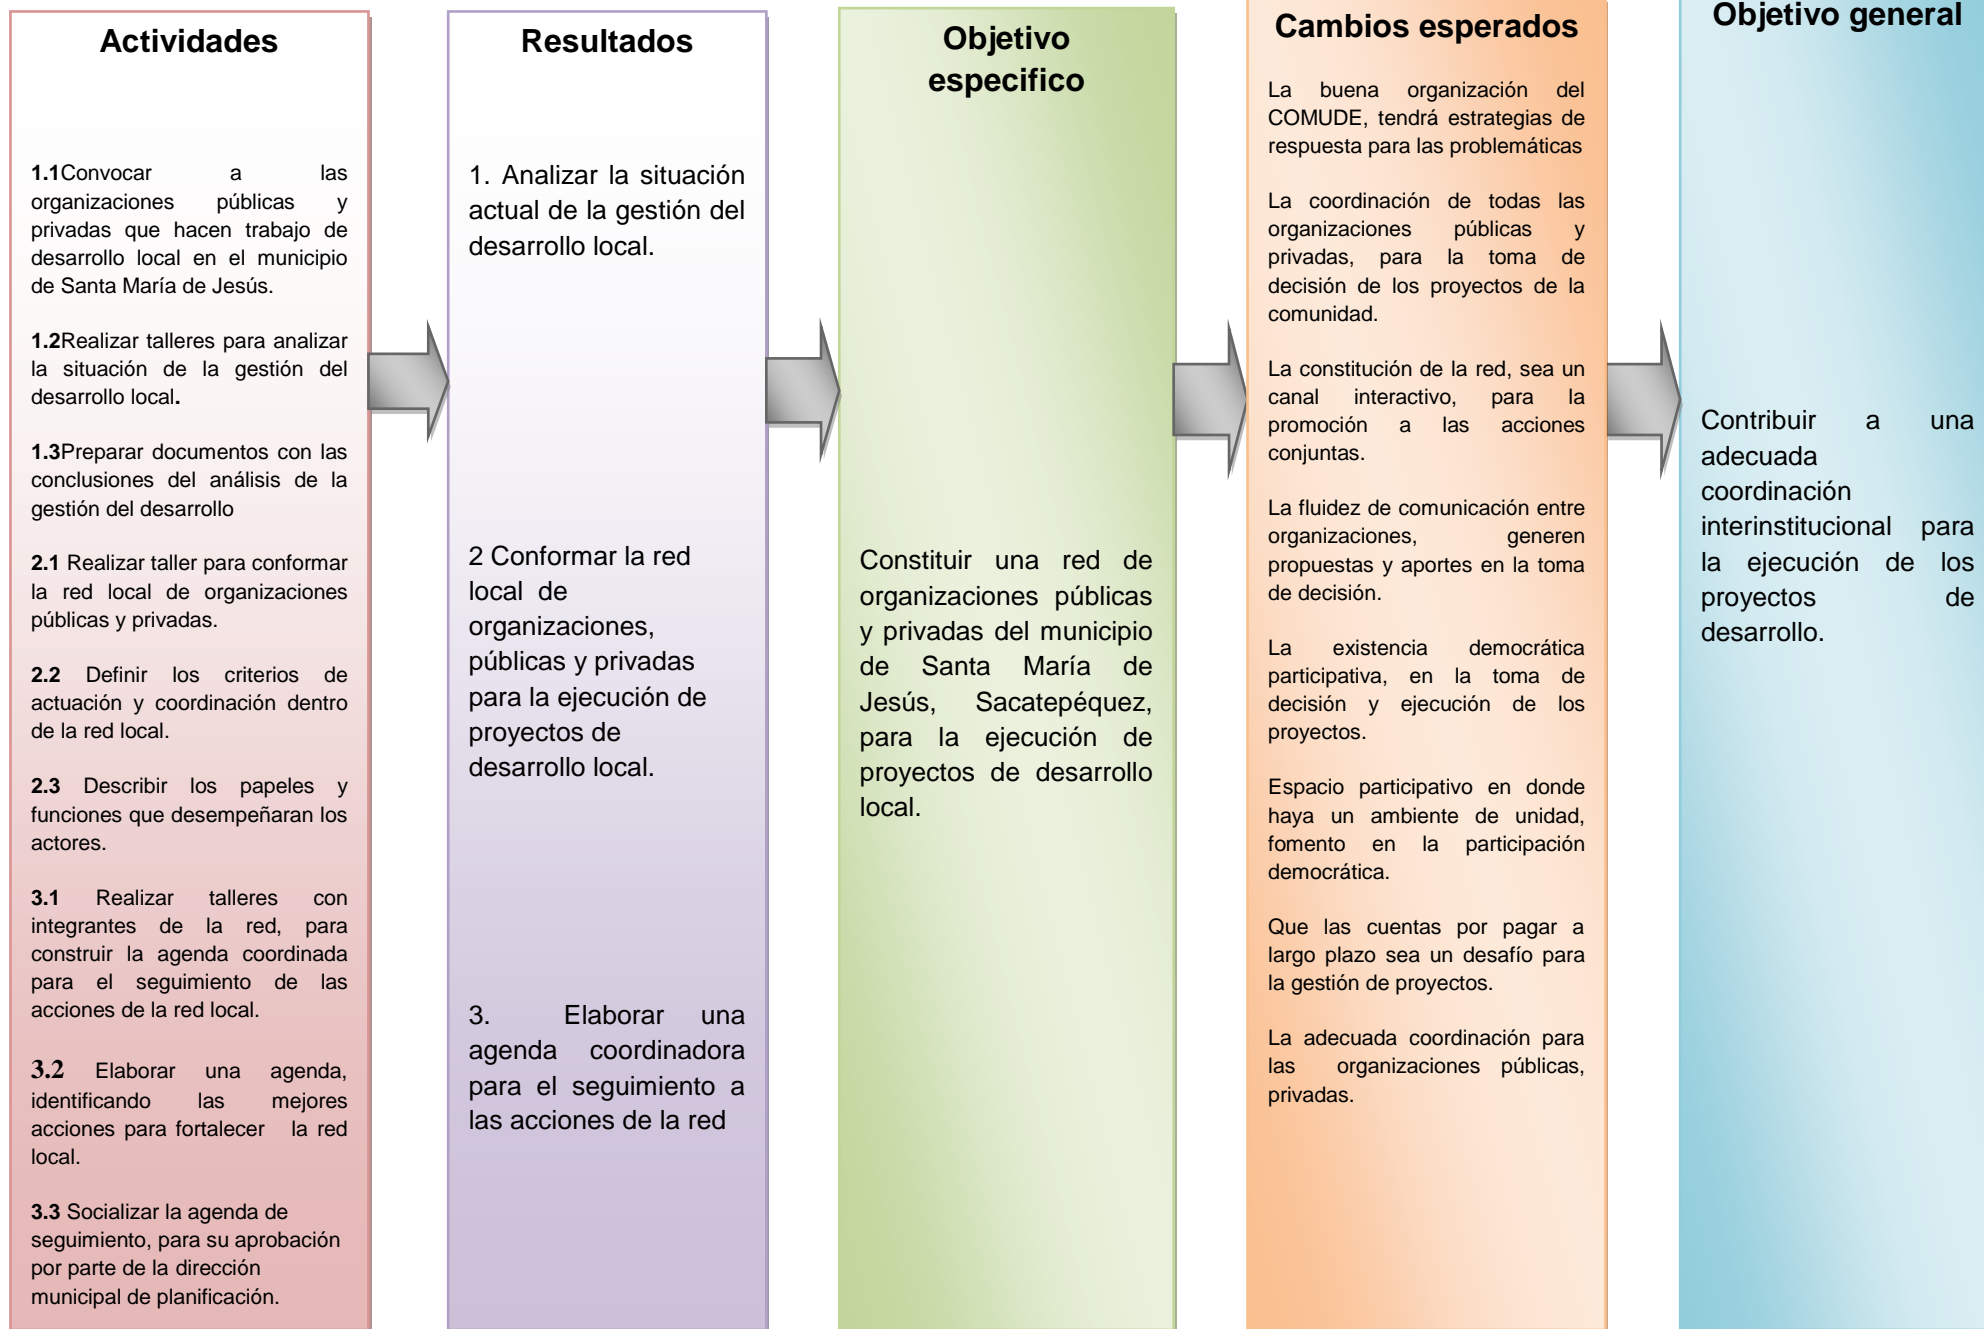 Actividades
1.1Convocar a las
organizaciones públicas y
privadas que hacen trabajo de
desarrollo local en el municipio
de Santa María de Jesús.
1.2Realizar talleres para analizar
la situación de la gestión del
desarrollo local.
1.3Preparar documentos con las
conclusiones del análisis de la
gestión del desarrollo
2.1 Realizar taller para conformar
la red local de organizaciones
públicas y privadas.
2.2 Definir los criterios de
actuación y coordinación dentro
de la red local.
2.3 Describir los papeles y
funciones que desempeñaran los
actores.
3.1 Realizar talleres con
integrantes de la red, para
construir la agenda coordinada
para el seguimiento de las
acciones de la red local.
3.2 Elaborar una agenda,
identificando las mejores
acciones para fortalecer la red
local.
3.3 Socializar la agenda de
seguimiento, para su aprobación
por parte de la dirección
municipal de planificación.
Resultados
1. Analizar la situación
actual de la gestión del
desarrollo local.
2 Conformar la red
local de
organizaciones,
públicas y privadas
para la ejecución de
proyectos de
desarrollo local.
3. Elaborar una
agenda coordinadora
para el seguimiento a
las acciones de la red
Objetivo
especifico
Constituir una red de
organizaciones públicas
y privadas del municipio
de Santa María de
Jesús, Sacatepéquez,
para la ejecución de
proyectos de desarrollo
local.
Cambios esperados
La buena organización del
COMUDE, tendrá estrategias de
respuesta para las problemáticas
La coordinación de todas las
organizaciones públicas y
privadas, para la toma de
decisión de los proyectos de la
comunidad.
La constitución de la red, sea un
canal interactivo, para la
promoción a las acciones
conjuntas.
La fluidez de comunicación entre
organizaciones, generen
propuestas y aportes en la toma
de decisión.
La existencia democrática
participativa, en la toma de
decisión y ejecución de los
proyectos.
Espacio participativo en donde
haya un ambiente de unidad,
fomento en la participación
democrática.
Que las cuentas por pagar a
largo plazo sea un desafío para
la gestión de proyectos.
La adecuada coordinación para
las organizaciones públicas,
privadas.
Objetivo general
Contribuir a una
adecuada
coordinación
interinstitucional para
la ejecución de los
proyectos de
desarrollo.